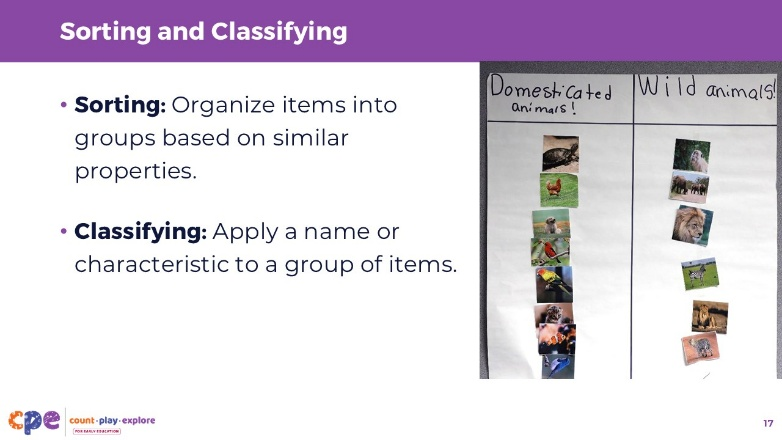 Sorting and Classifying
• Sorting: Organize items into
groups based on similar
properties.
• Classifying: Apply a name or
characteristic to a group of items.
Domesticated
animals!
Wild animals!
cpe
count·play·explore
FOR EARLY EDUCATION
17